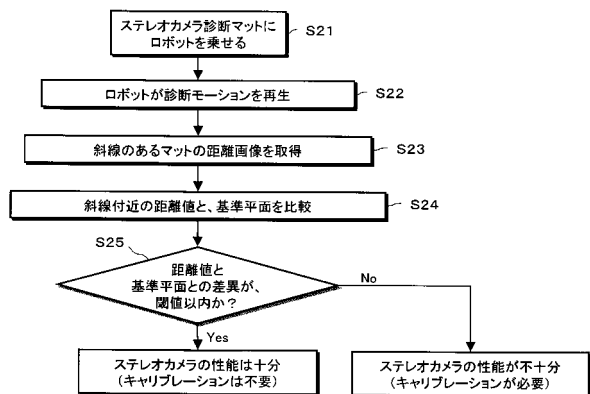 ステレオカメラ診断マットに
ロボットを乗せる
S21
ロボットが診断モーションを再生
S22
斜線のあるマットの距離画像を取得
S23
斜線付近の距離値と、基準平面を比較
S24
S25
距離値と
基準平面との差異が、
閾値以内か？
No
Yes
ステレオカメラの性能は十分
（キャリブレーションは不要）
ステレオカメラの性能が不十分
（キャリブレーションが必要）